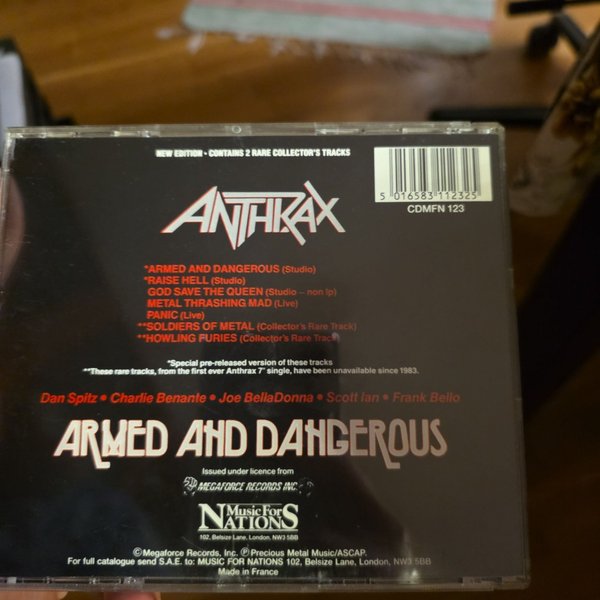 NEW EDITION - CONTAINS 2 RARE COLLECTOR'S TRACKS
5 016583 112325
CDMFN 123
ANTHRAX
*ARMED AND DANGEROUS (Studio)
*RAISE HELL (Studio)
GOD SAVE THE QUEEN (Studio – non lp)
METAL THRASHING MAD (Live)
PANIC (Live)
**SOLDIERS OF METAL (Collector's Rare Track)
**HOWLING FURIES (Collector's Rare Track)
*Special pre-released version of these tracks
**These rare tracks, from the first ever Anthrax 7" single, have been unavailable since 1983.
Dan Spitz • Charlie Benante • Joe BellaDonna • Scott Ian • Frank Bello
ARMED AND DANGEROUS
Issued under licence from
MEGAFORCE RECORDS INC.
Music For
NATIONS
102, Belsize Lane, London, NW3 5BB
©Megaforce Records, Inc. ℗Precious Metal Music/ASCAP.
For full catalogue send S.A.E. to: MUSIC FOR NATIONS 102, Belsize Lane, London, NW3 5BB
Made in France